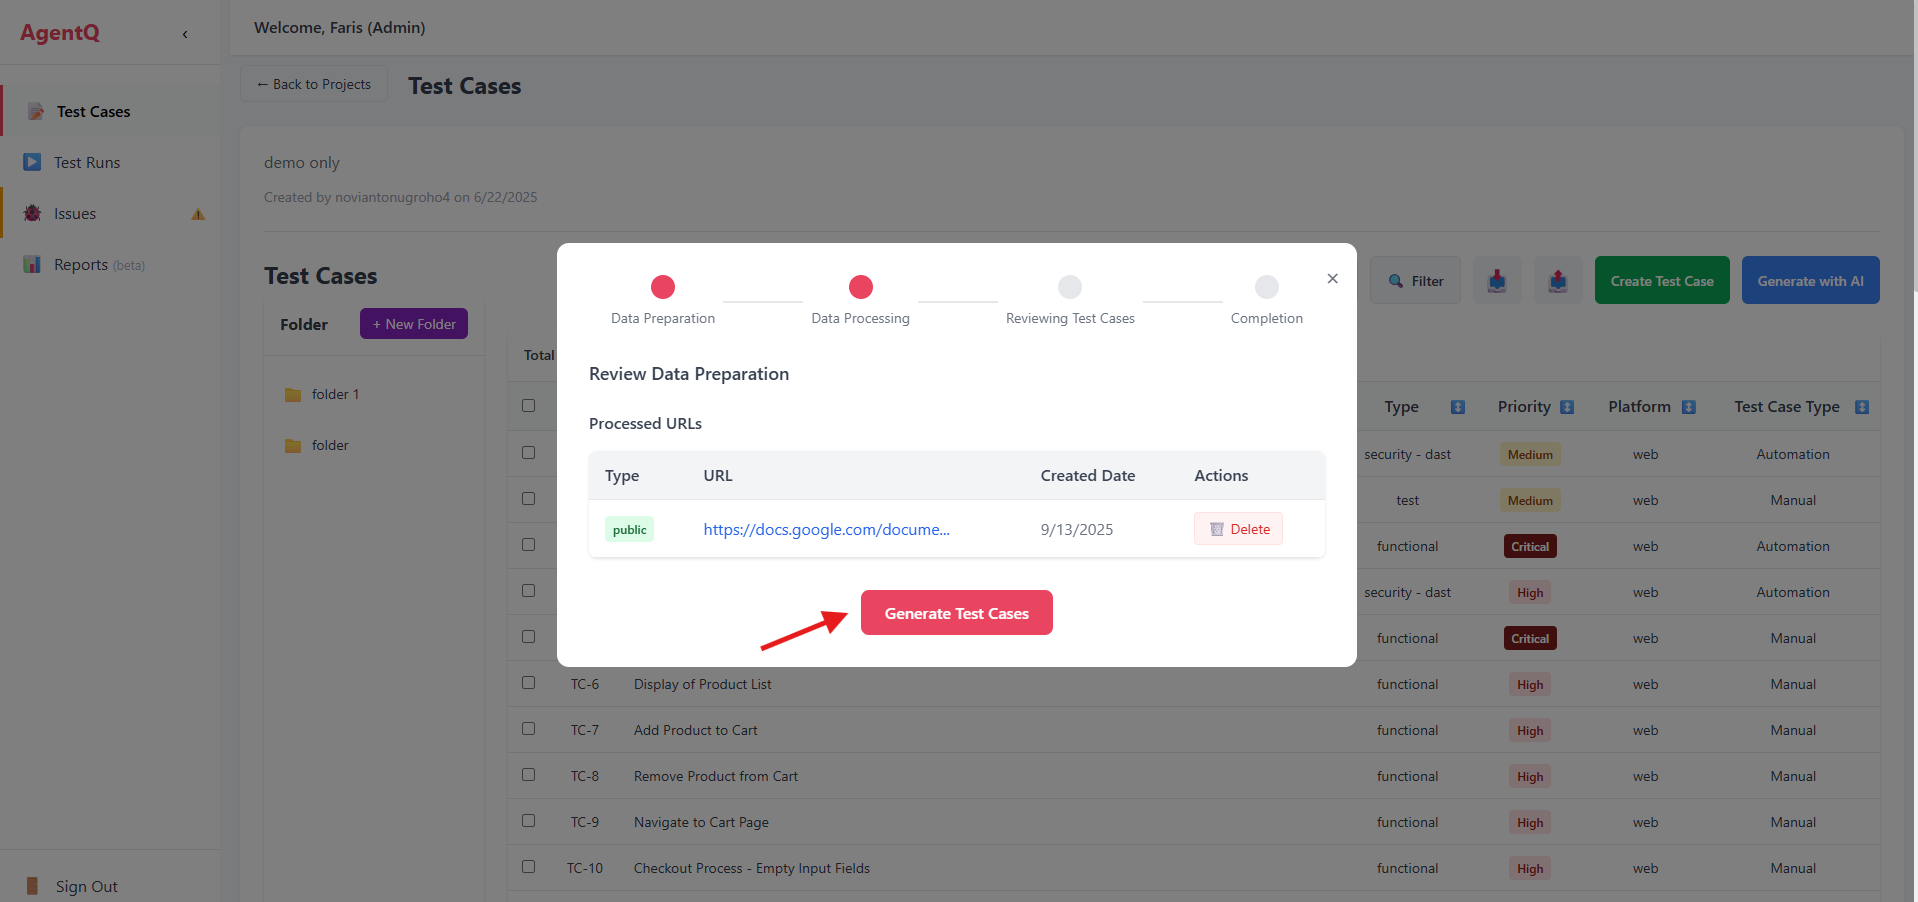 AgentQ
‹
Welcome, Faris (Admin)
← Back to Projects
Test Cases
Test Cases
Test Runs
Issues
Reports (beta)
Sign Out
demo only
Created by noviantonugroho4 on 6/22/2025
Test Cases
Filter
Create Test Case
Generate with AI
Folder
+ New Folder
folder 1
folder
Total
Type Priority Platform Test Case Type
security - dast Medium web Automation
test Medium web Manual
functional Critical web Automation
security - dast High web Automation
functional Critical web Manual
TC-6 Display of Product List functional High web Manual
TC-7 Add Product to Cart functional High web Manual
TC-8 Remove Product from Cart functional High web Manual
TC-9 Navigate to Cart Page functional High web Manual
TC-10 Checkout Process - Empty Input Fields functional High web Manual
×
Data Preparation
Data Processing
Reviewing Test Cases
Completion
Review Data Preparation
Processed URLs
Type URL Created Date Actions
public https://docs.google.com/docume... 9/13/2025 Delete
Generate Test Cases